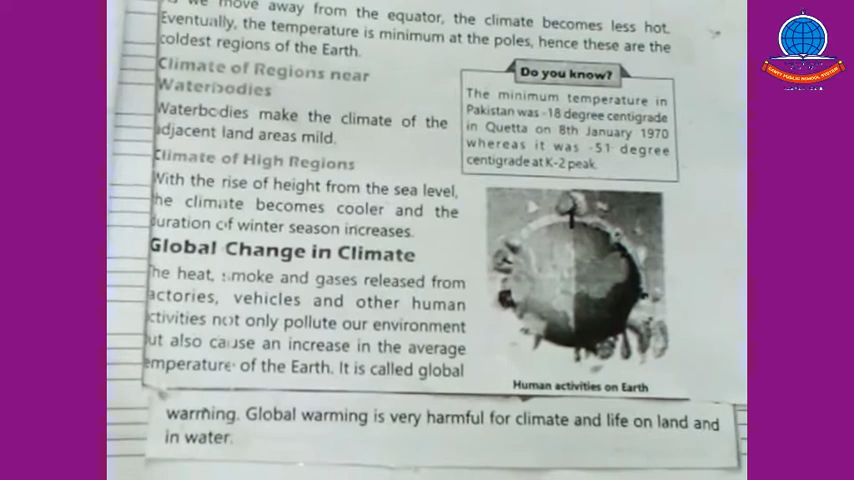 we move away from the equator, the climate becomes less hot.
Eventually, the temperature is minimum at the poles, hence these are the
coldest regions of the Earth.
Climate of Regions near
Waterbodies
Waterbodies make the climate of the
adjacent land areas mild.
Climate of High Regions
With the rise of height from the sea level,
the climate becomes cooler and the
duration of winter season increases.
Global Change in Climate
The heat, smoke and gases released from
factories, vehicles and other human
activities not only pollute our environment
but also cause an increase in the average
temperature of the Earth. It is called global
Do you know?
The minimum temperature in
Pakistan was -18 degree centigrade
in Quetta on 8th January 1970
whereas it was -51 degree
centigrade at K-2 peak.
Human activities on Earth
warming. Global warming is very harmful for climate and life on land and
in water.